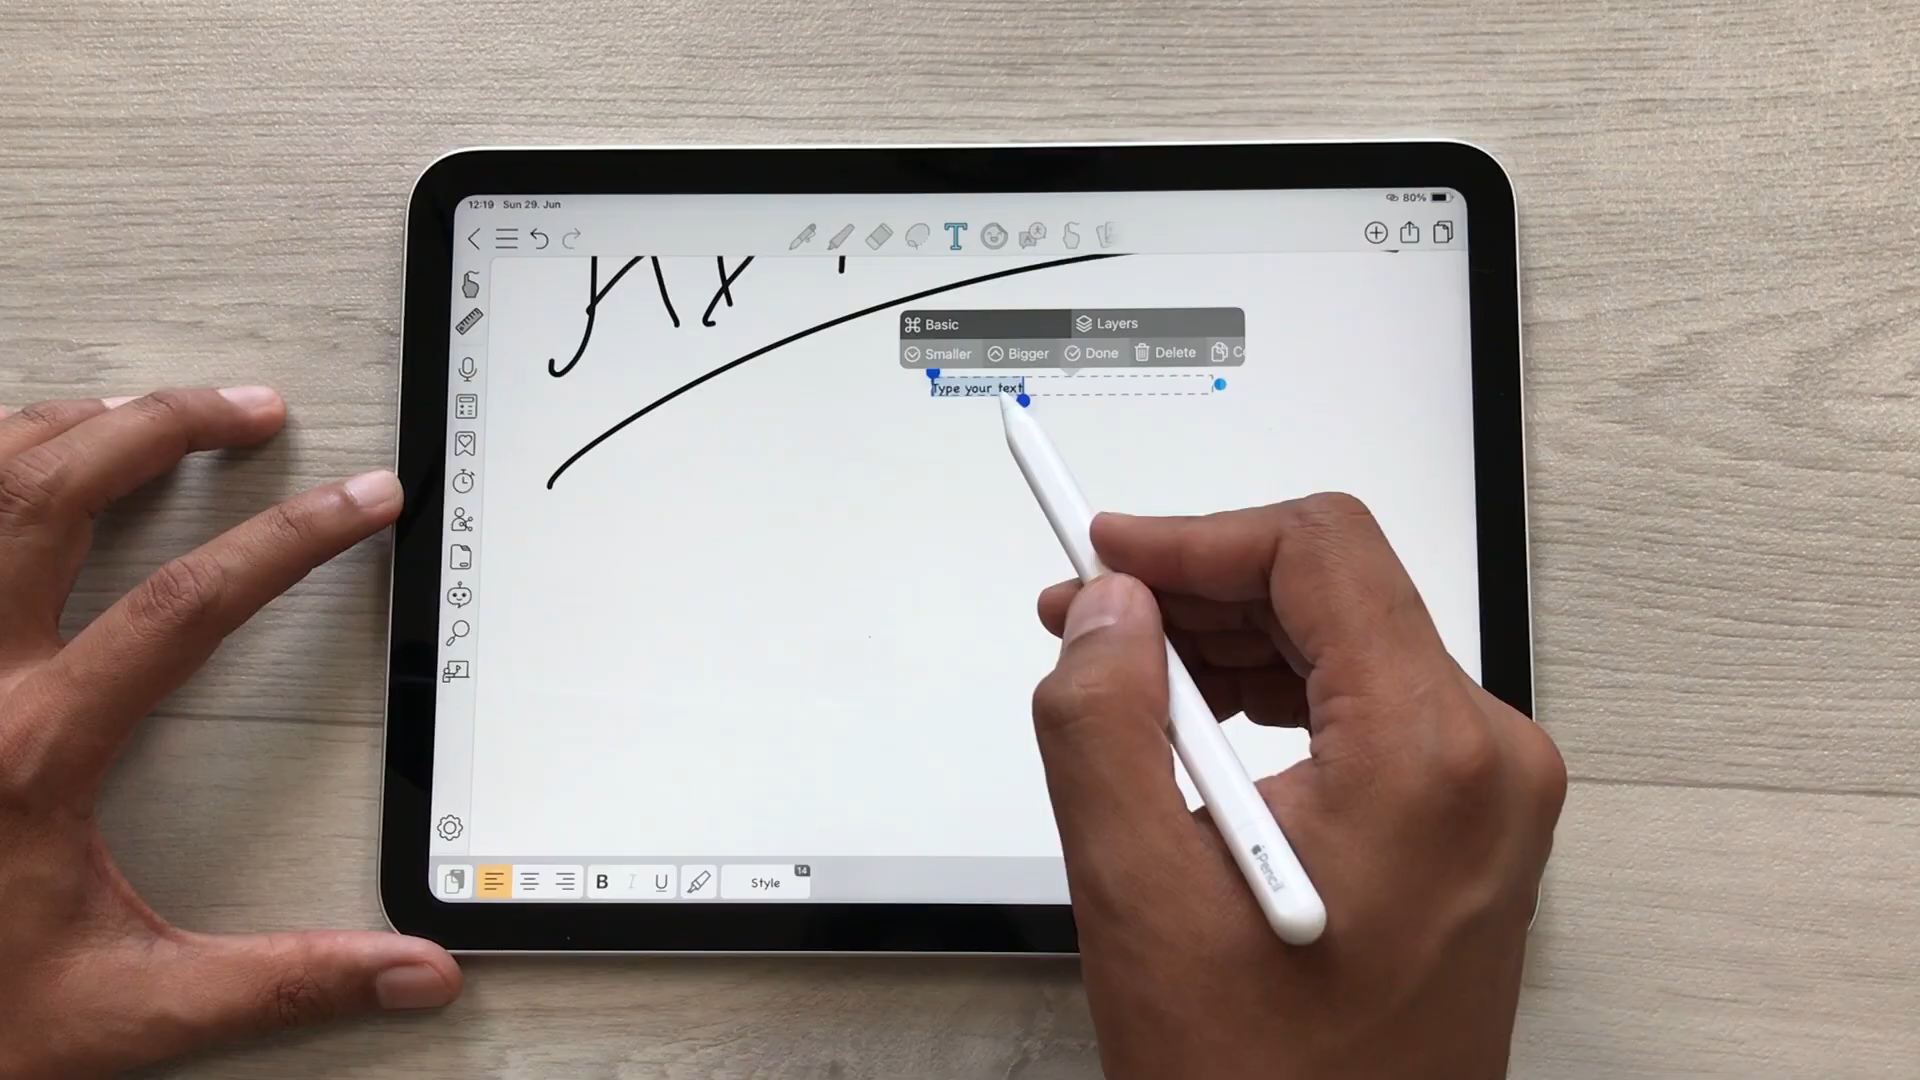 12:19 Sun 29. Jun
80%
T
Basic
Layers
Smaller
Bigger
Done
Delete
Type your text
B I U
Style
14
Pencil